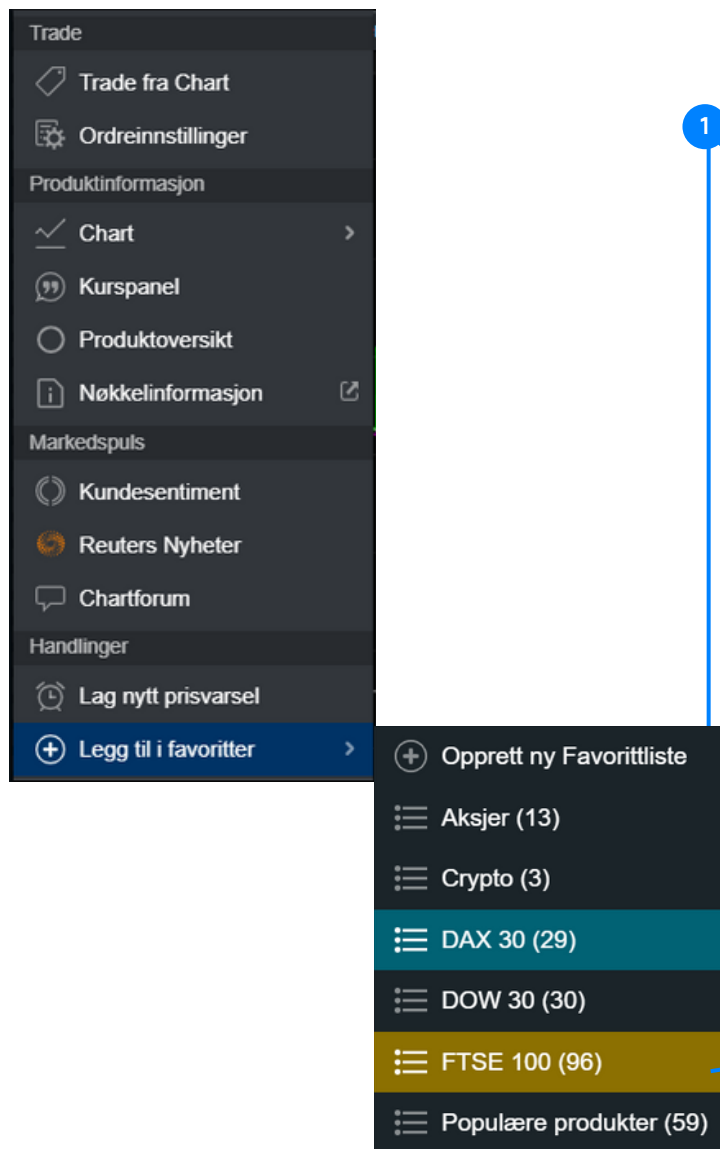 Trade
Trade fra Chart
Ordreinnstillinger
Produktinformasjon
Chart
Kurspanel
Produktoversikt
Nøkkelinformasjon
Markedspuls
Kundesentiment
Reuters Nyheter
Chartforum
Handlinger
Lag nytt prisvarsel
Legg til i favoritter
1
Opprett ny Favorittliste
Aksjer (13)
Crypto (3)
DAX 30 (29)
DOW 30 (30)
FTSE 100 (96)
Populære produkter (59)